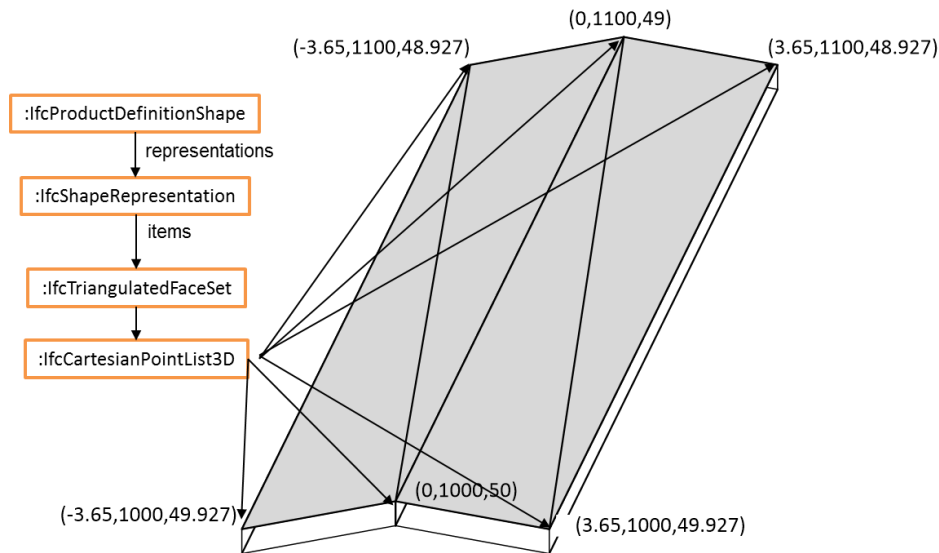 (0,1100,49)
(-3.65,1100,48.927)
(3.65,1100,48.927)
:IfcProductDefinitionShape
representations
:IfcShapeRepresentation
items
:IfcTriangulatedFaceSet
:IfcCartesianPointList3D
(0,1000,50)
(-3.65,1000,49.927)
(3.65,1000,49.927)